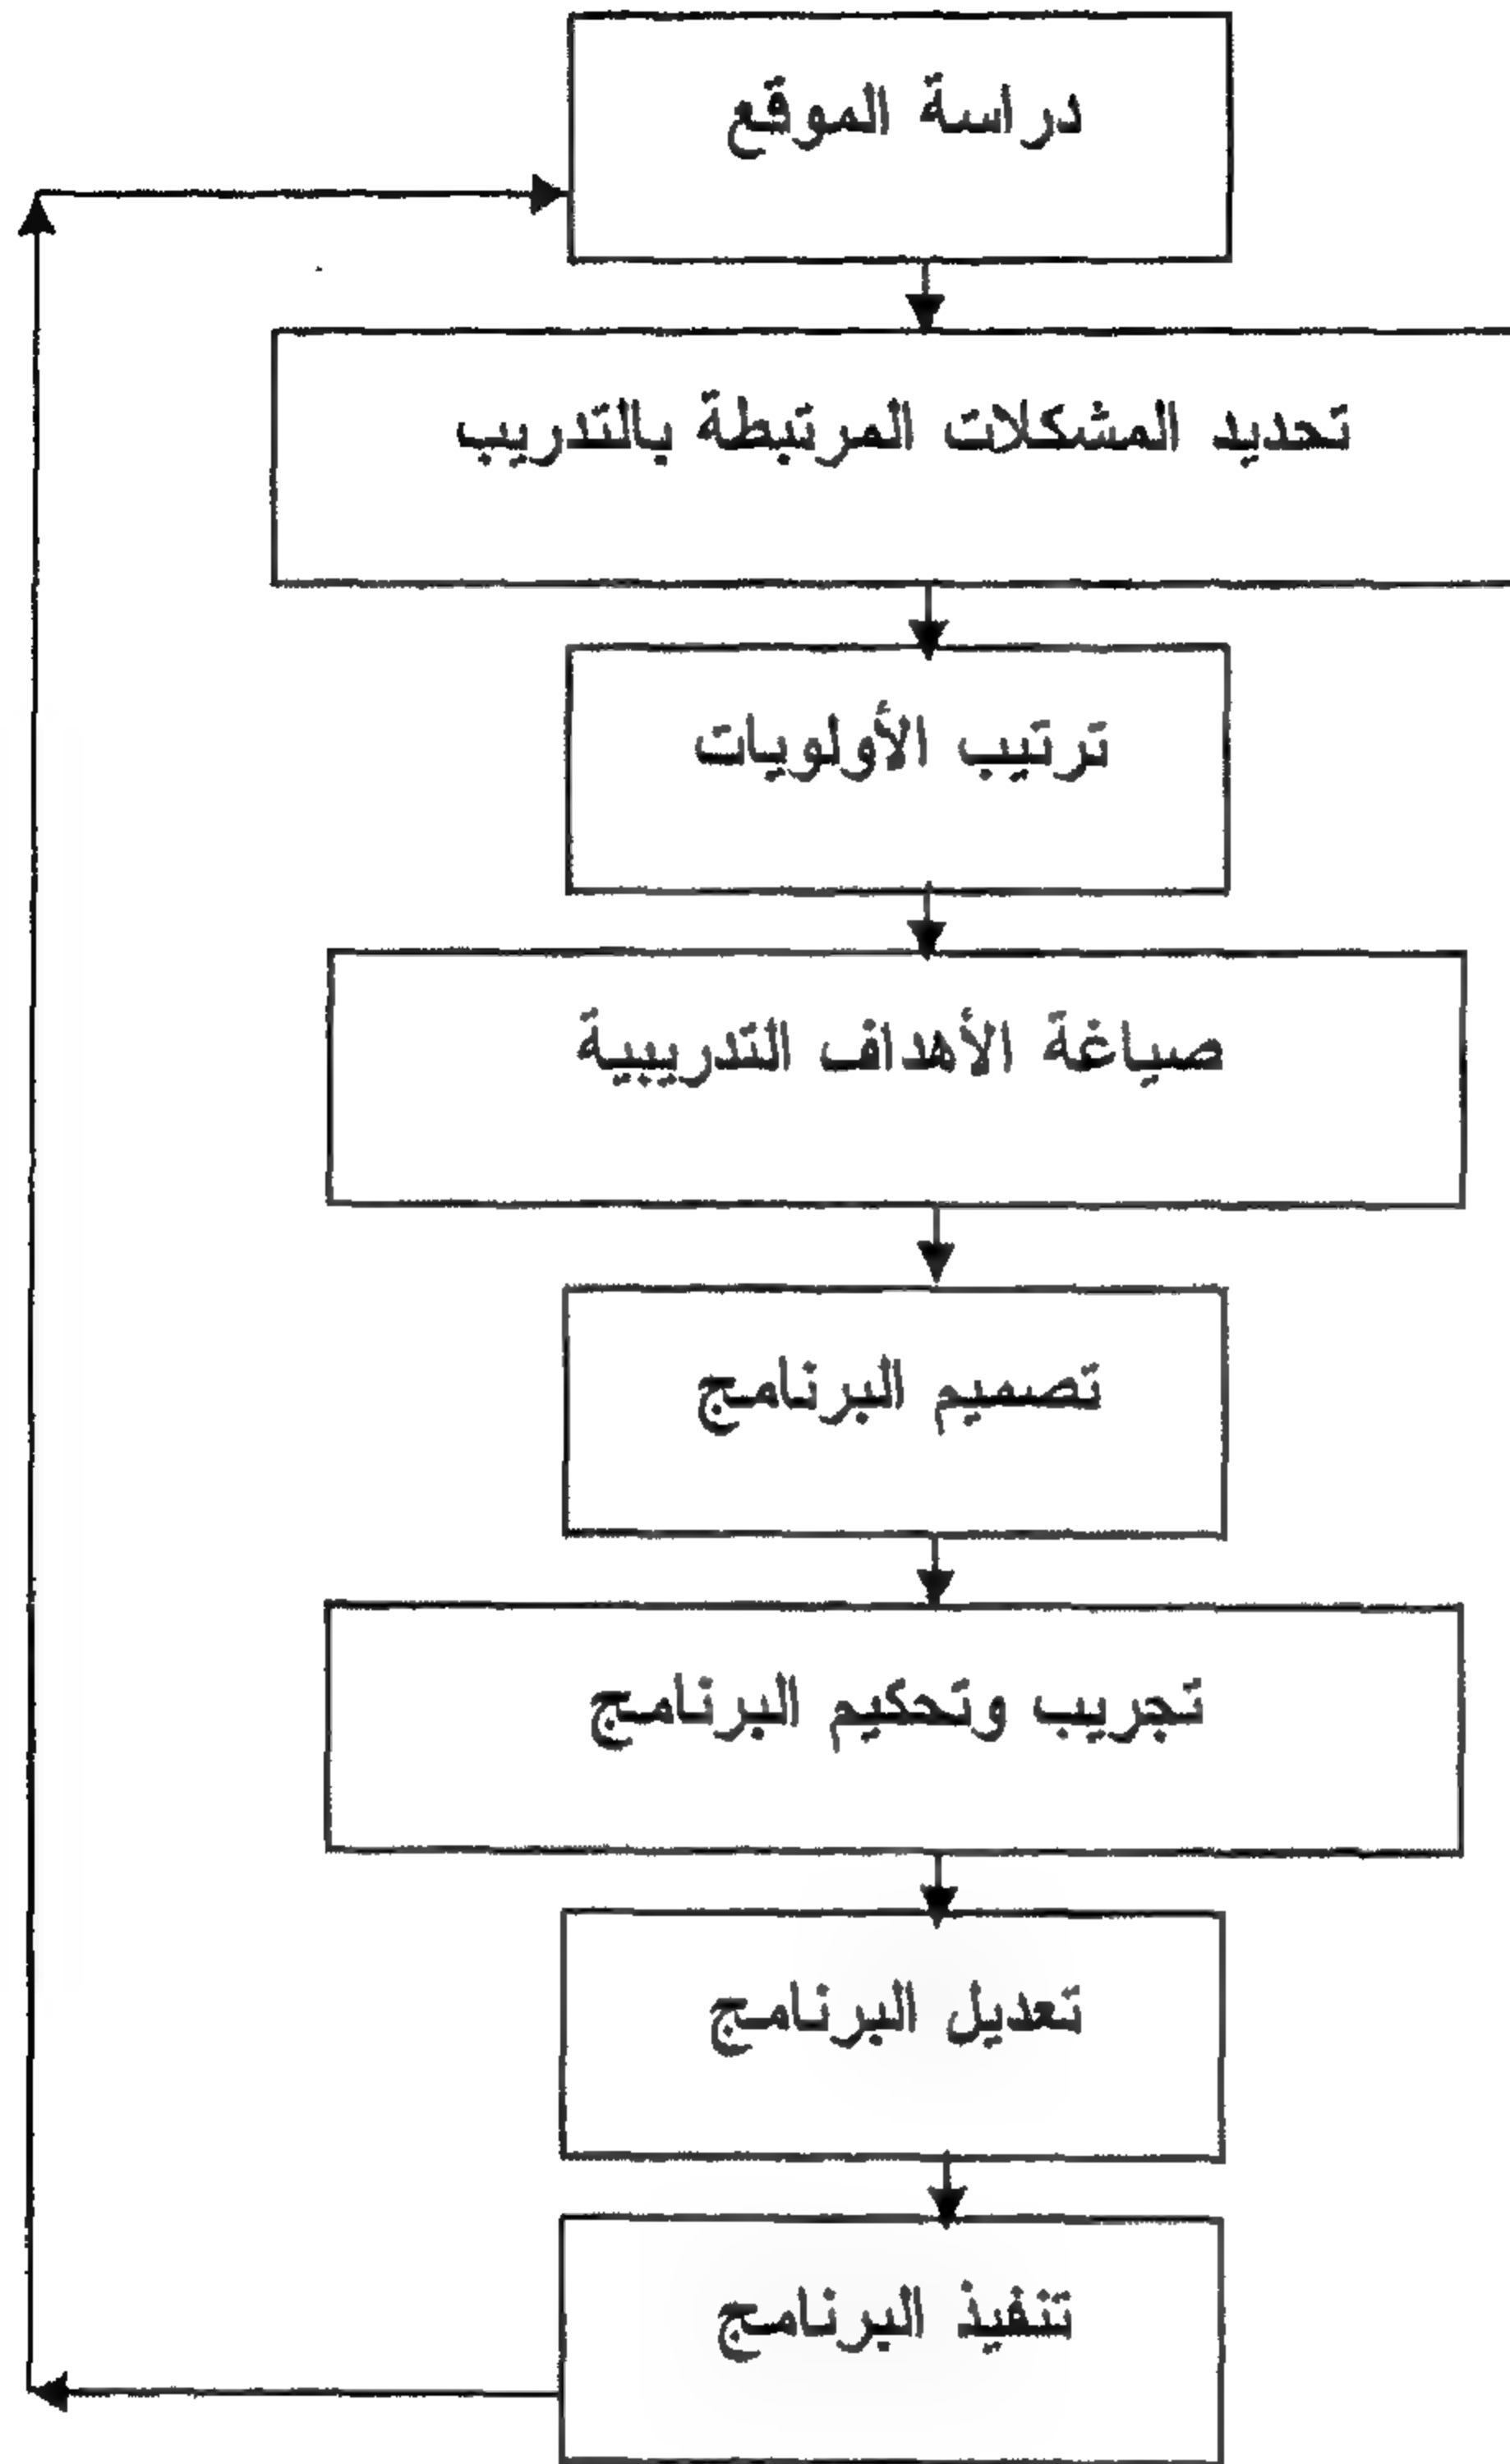 دراسة الموقع
تحديد المشكلات المرتبطة بالتدريب
ترتيب الأولويات
صياغة الأهداف التدريبية
تصميم البرنامج
تجريب وتحكيم البرنامج
تعديل البرنامج
تنفيذ البرنامج